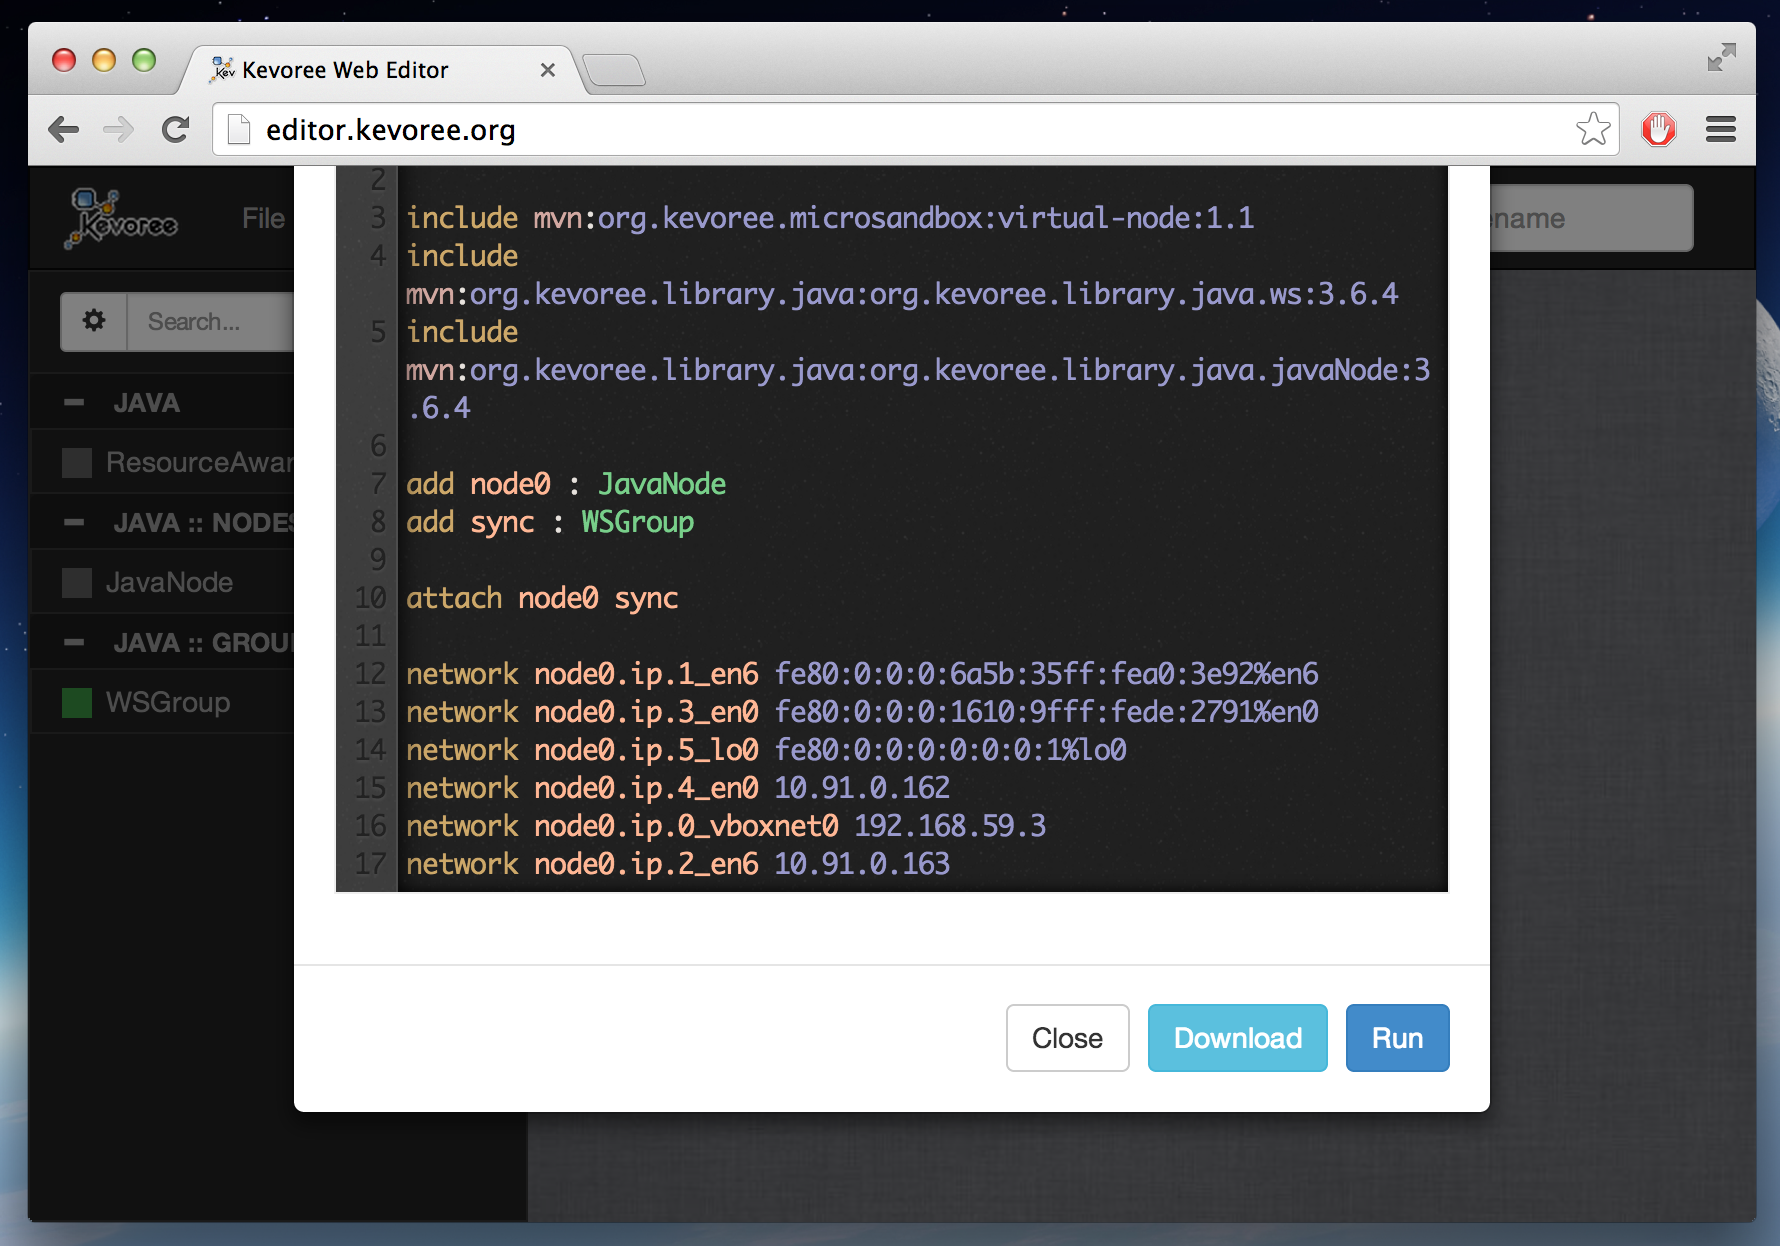 Kevoree Web Editor
editor.kevoree.org
Kevoree
File
Search...
JAVA
JAVA :: NODES
JavaNode
JAVA ::
WSGroup
2
3 include mvn:org.kevoree.microsandbox:virtual-node:1.1
4 include
mvn:org.kevoree.library.java:org.kevoree.library.java.ws:3.6.4
5 include
mvn:org.kevoree.library.java:org.kevoree.library.java.javaNode:3
.6.4
6
7 add node0 : JavaNode
8 add sync : WSGroup
9
10 attach node0 sync
11
12 network node0.ip.1_en6 fe80:0:0:0:6a5b:35ff:fea0:3e92%en6
13 network node0.ip.3_en0 fe80:0:0:0:1610:9fff:fede:2791%en0
14 network node0.ip.5_lo0 fe80:0:0:0:0:0:0:1%lo0
15 network node0.ip.4_en0 10.91.0.162
16 network node0.ip.0_vboxnet0 192.168.59.3
17 network node0.ip.2_en6 10.91.0.163
Close
Download
Run